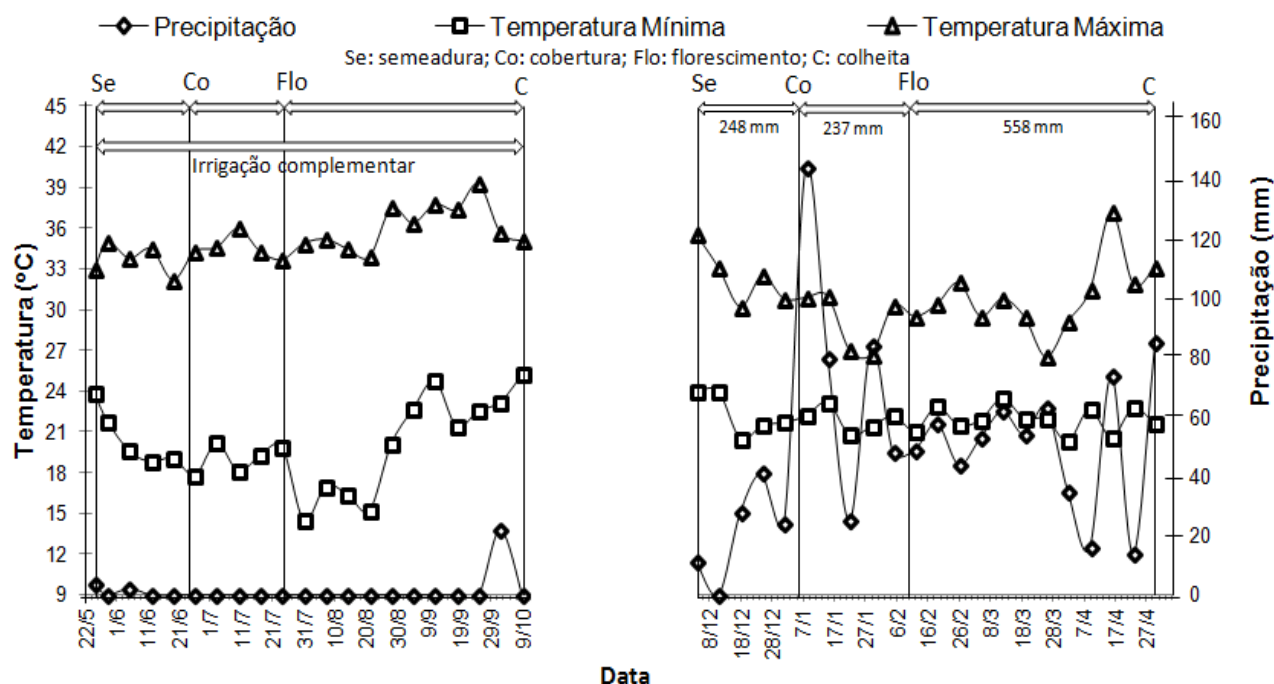 Precipitação Temperatura Mínima Temperatura Máxima
Se: semeadura; Co: cobertura; Flo: florescimento; C: colheita
Se Co Flo C
Irrigação complementar
Temperatura (ºC)
45
42
39
36
33
30
27
24
21
18
15
12
9
22/5 1/6 11/6 21/6 1/7 11/7 21/7 31/7 10/8 20/8 30/8 9/9 19/9 29/9 9/10
Se Co Flo C
248 mm 237 mm 558 mm
160
140
120
100
80
60
40
20
0
Precipitação (mm)
8/12 18/12 28/12 7/1 17/1 27/1 6/2 16/2 26/2 8/3 18/3 28/3 7/4 17/4 27/4
Data